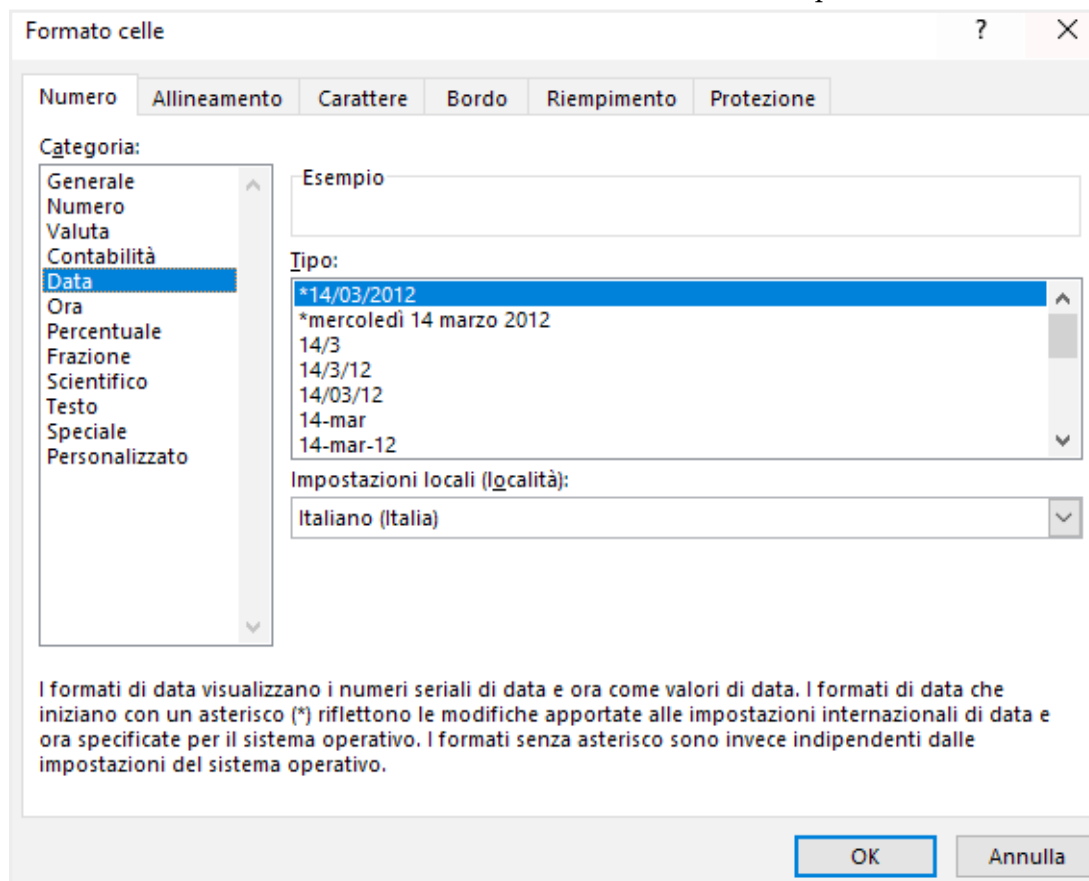 Formato celle
?
Numero Allineamento Carattere Bordo Riempimento Protezione
Categoria:
Generale
Numero
Valuta
Contabilità
Data
Ora
Percentuale
Frazione
Scientifico
Testo
Speciale
Personalizzato
Esempio
Tipo:
*14/03/2012
*mercoledì 14 marzo 2012
14/3
14/3/12
14/03/12
14-mar
14-mar-12
Impostazioni locali (località):
Italiano (Italia)
I formati di data visualizzano i numeri seriali di data e ora come valori di data. I formati di data che
iniziano con un asterisco (*) riflettono le modifiche apportate alle impostazioni internazionali di data e
ora specificate per il sistema operativo. I formati senza asterisco sono invece indipendenti dalle
impostazioni del sistema operativo.
OK Annulla